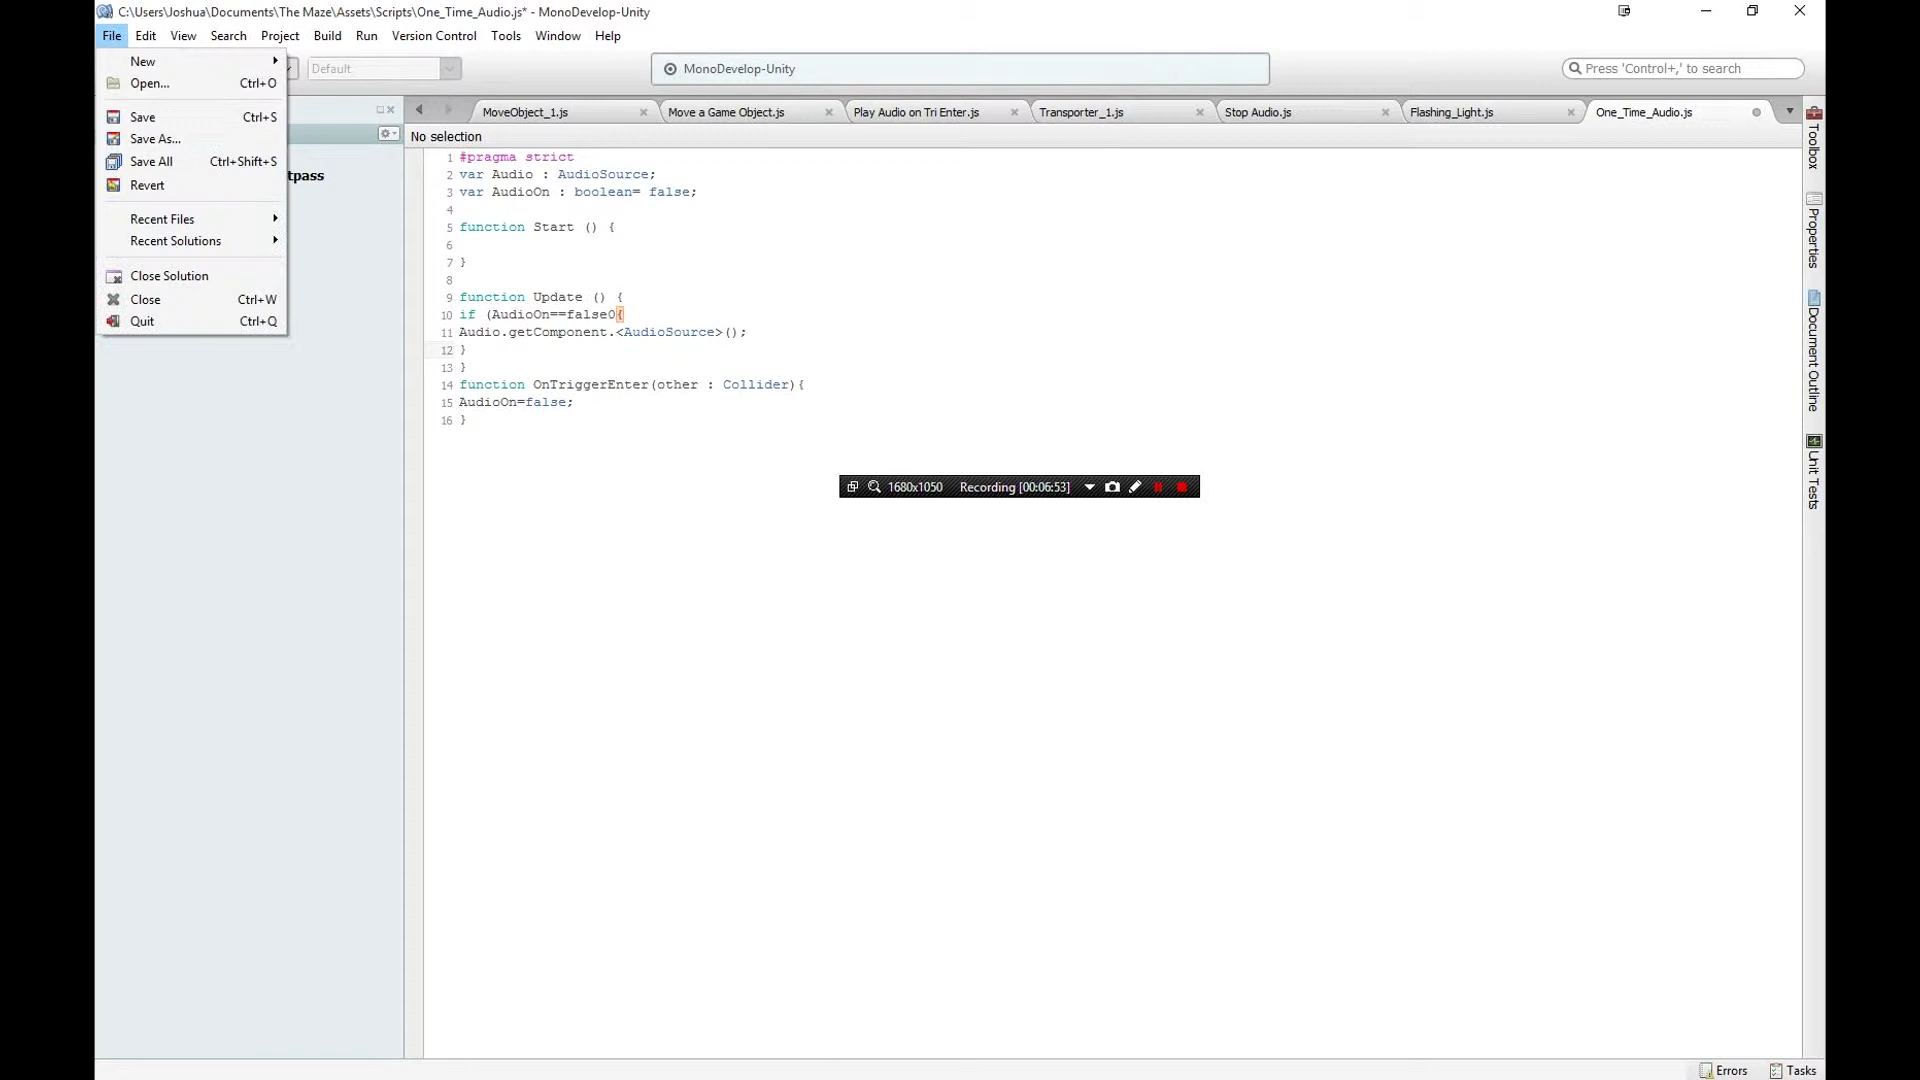 C:\Users\Joshua\Documents\The Maze\Assets\Scripts\One_Time_Audio.js* - MonoDevelop-Unity
File Edit View Search Project Build Run Version Control Tools Window Help
New
Open... Ctrl+O
Save Ctrl+S
Save As...
Save All Ctrl+Shift+S
Revert
Recent Files
Recent Solutions
Close Solution
Close Ctrl+W
Quit Ctrl+Q
Default
MonoDevelop-Unity
Press 'Control+,' to search
tpass
MoveObject_1.js Move a Game Object.js Play Audio on Tri Enter.js Transporter_1.js Stop Audio.js Flashing_Light.js One_Time_Audio.js
No selection
1 #pragma strict
2 var Audio : AudioSource;
3 var AudioOn : boolean= false;
4
5 function Start () {
6
7 }
8
9 function Update () {
10 if (AudioOn==false0{
11 Audio.getComponent.<AudioSource>();
12 }
13 }
14 function OnTriggerEnter(other : Collider){
15 AudioOn=false;
16 }
1680x1050 Recording [00:06:53]
Toolbox
Properties
Document Outline
Unit Tests
Errors Tasks